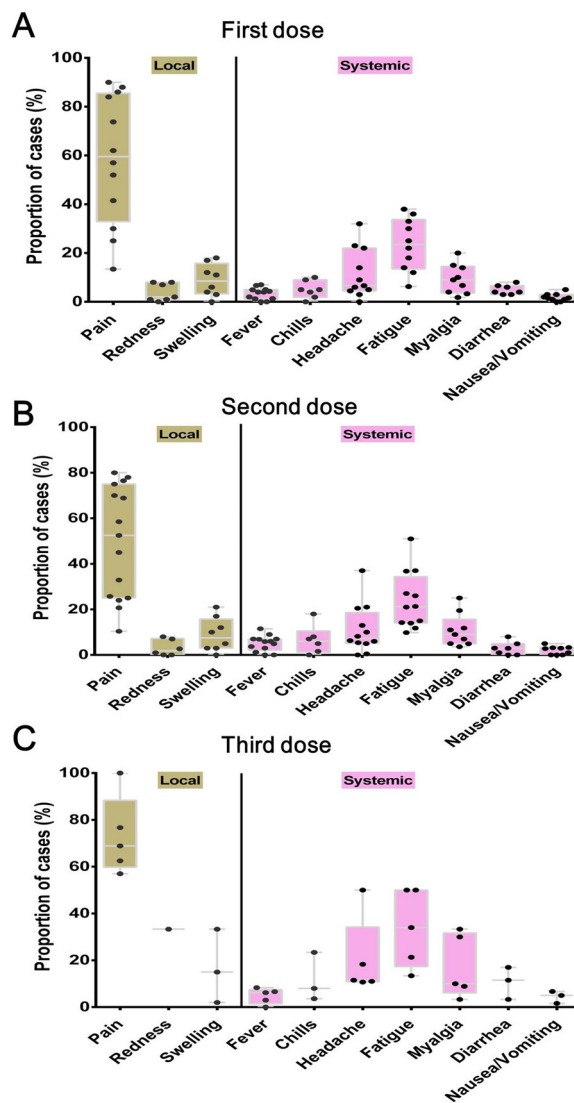 A
First dose
Local
Systemic
Proportion of cases (%)
100
80
60
40
20
0
Pain
Redness
Swelling
Fever
Chills
Headache
Fatigue
Myalgia
Diarrhea
Nausea/Vomiting
B
Second dose
Local
Systemic
Proportion of cases (%)
100
80
60
40
20
0
Pain
Redness
Swelling
Fever
Chills
Headache
Fatigue
Myalgia
Diarrhea
Nausea/Vomiting
C
Third dose
Local
Systemic
Proportion of cases (%)
100
80
60
40
20
0
Pain
Redness
Swelling
Fever
Chills
Headache
Fatigue
Myalgia
Diarrhea
Nausea/Vomiting